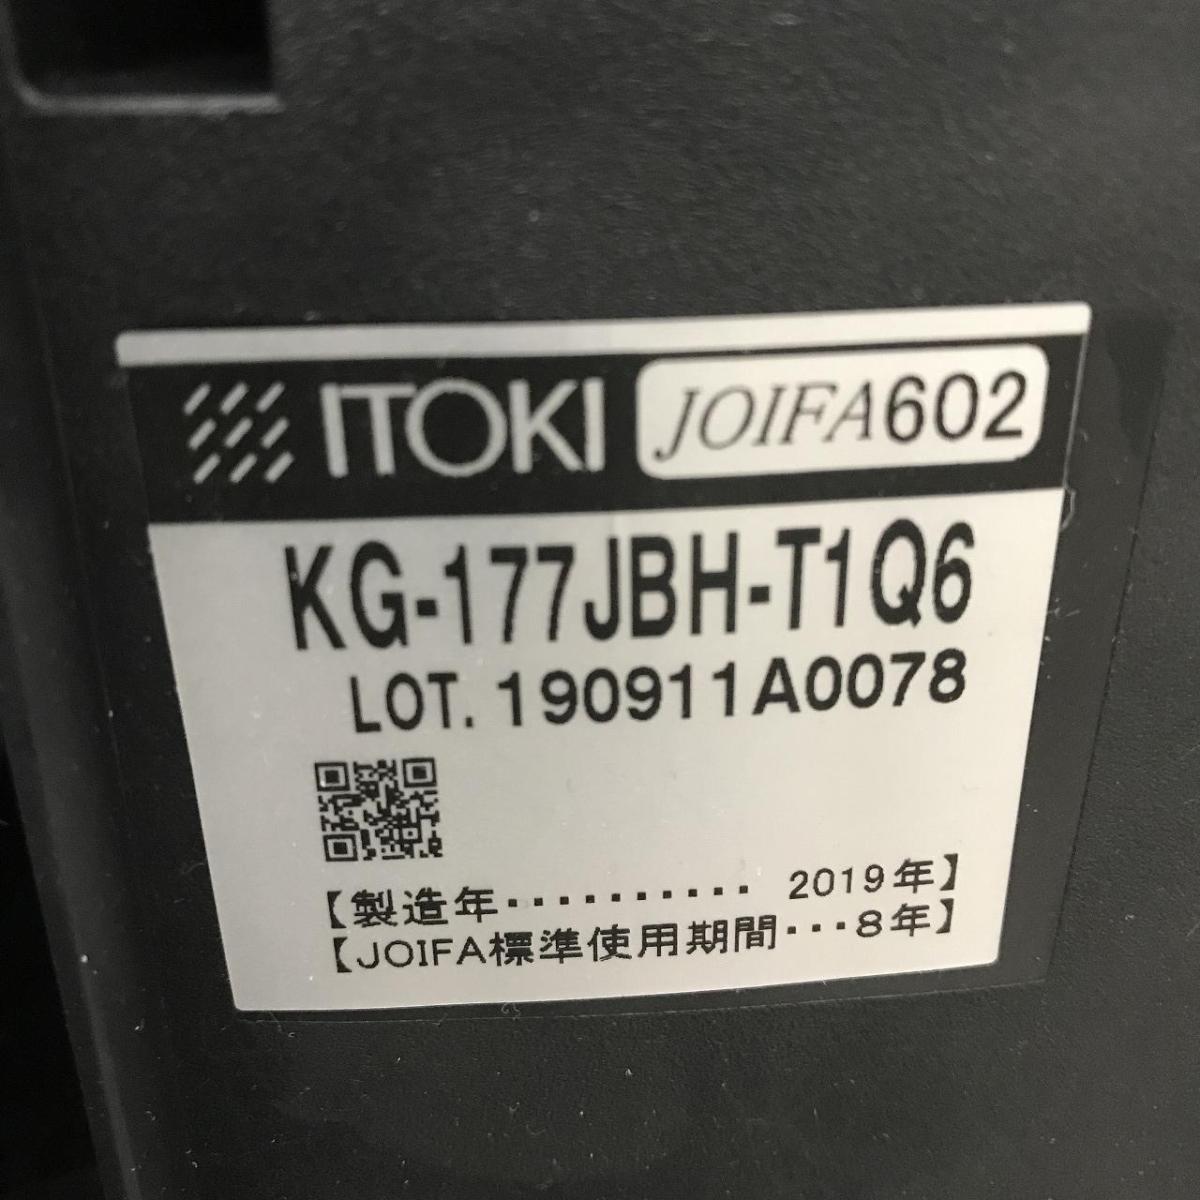 ITOKI JOIFA602
KG-177JBH-T1Q6
LOT. 190911A0078
【製造年・・・・・・・・・・ 2019年】
【JOIFA標準使用期間・・・8年】